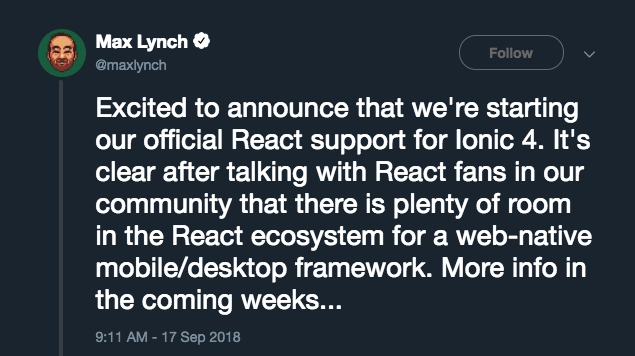 Max Lynch
@maxlynch
Follow
Excited to announce that we're starting
our official React support for Ionic 4. It's
clear after talking with React fans in our
community that there is plenty of room
in the React ecosystem for a web-native
mobile/desktop framework. More info in
the coming weeks...
9:11 AM - 17 Sep 2018